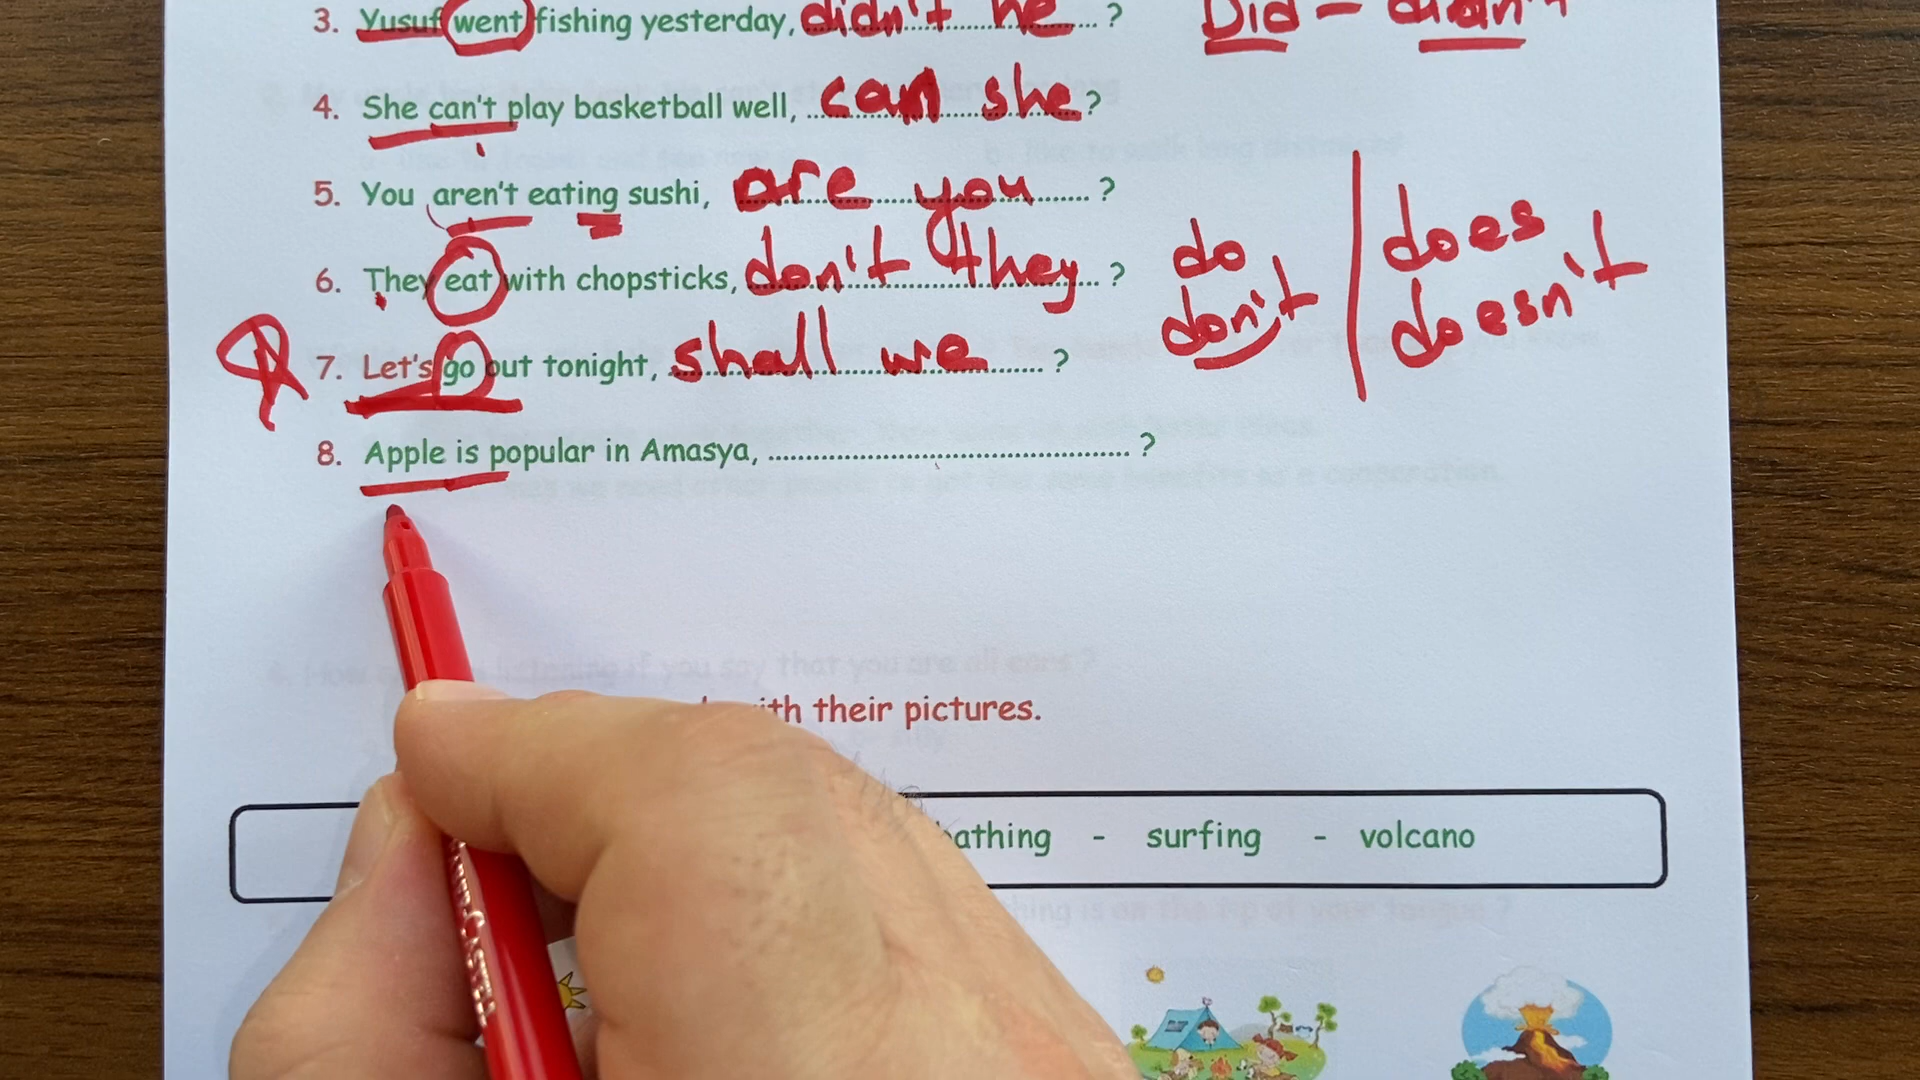 3. Yusuf went fishing yesterday, didn't he ? Did - didn't
4. She can't play basketball well, can she ?
5. You aren't eating sushi, are you ?
6. They eat with chopsticks, don't they ? do does
don't doesn't
7. Let's go out tonight, shall we ?
8. Apple is popular in Amasya, ?
with their pictures.
- surfing - volcano